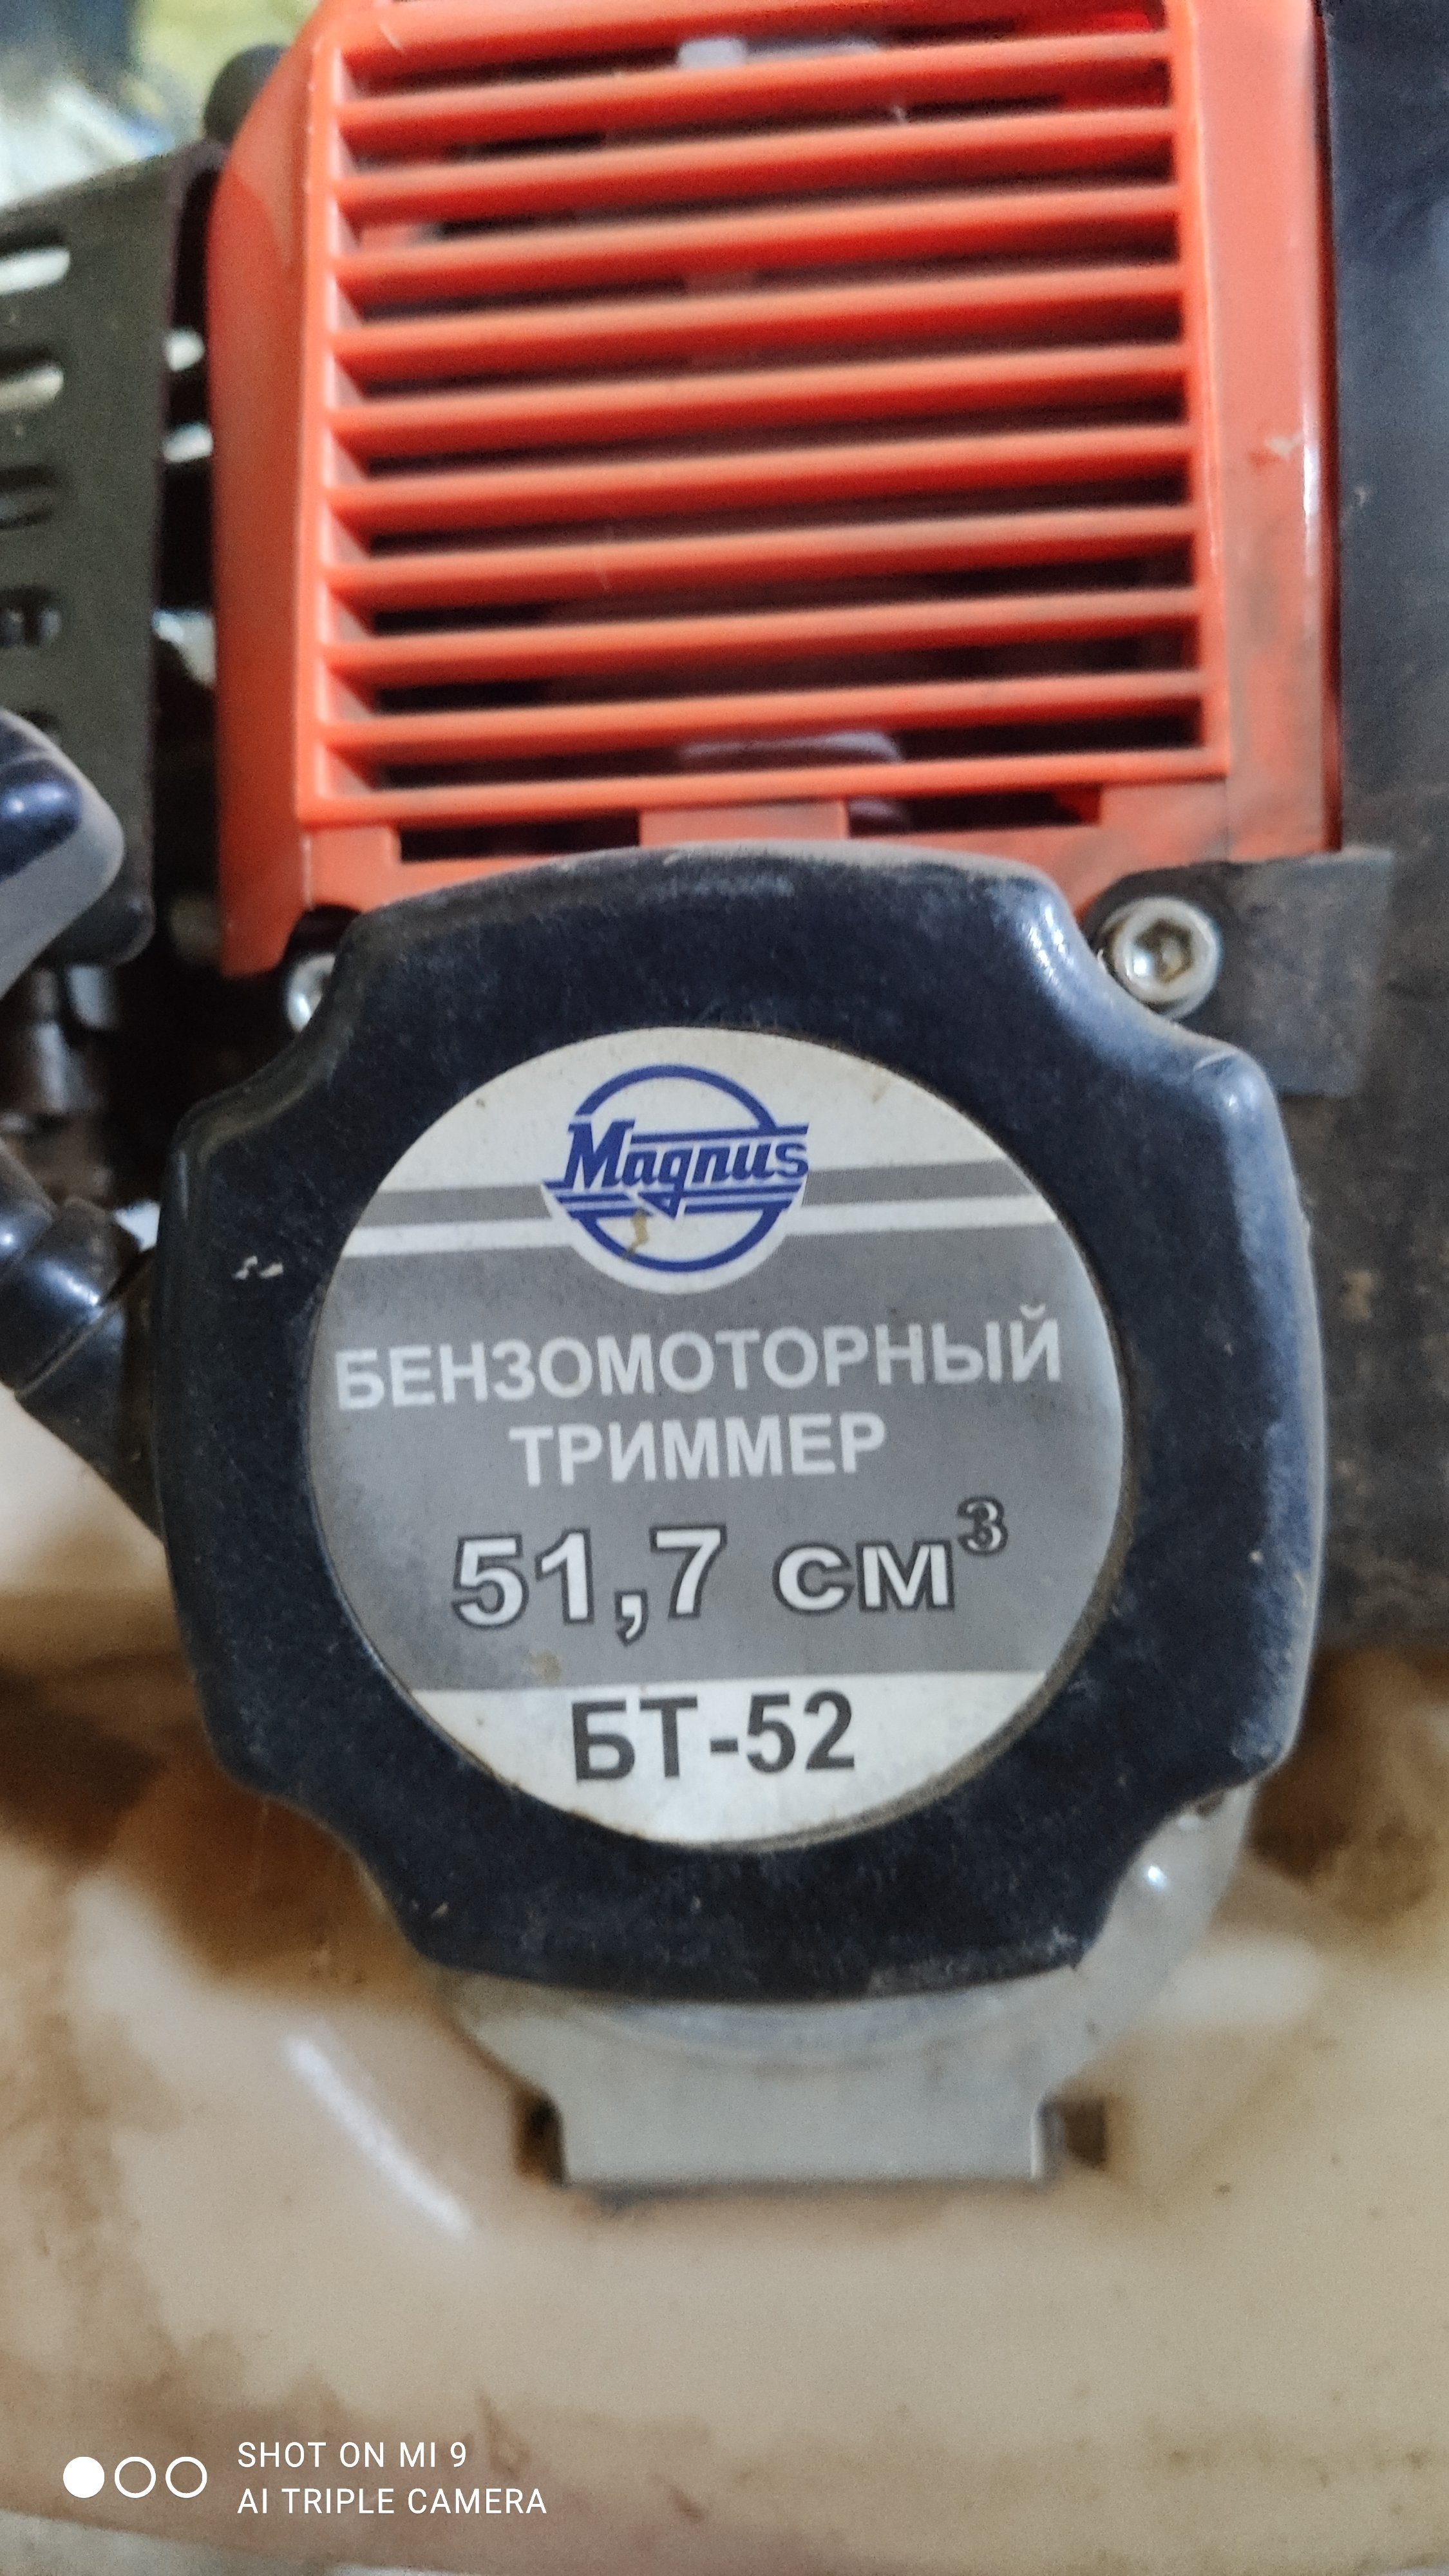 Magnus
БЕНЗОМОТОРНЫЙ
ТРИММЕР
51,7 см³
БТ-52
SHOT ON MI 9
AI TRIPLE CAMERA